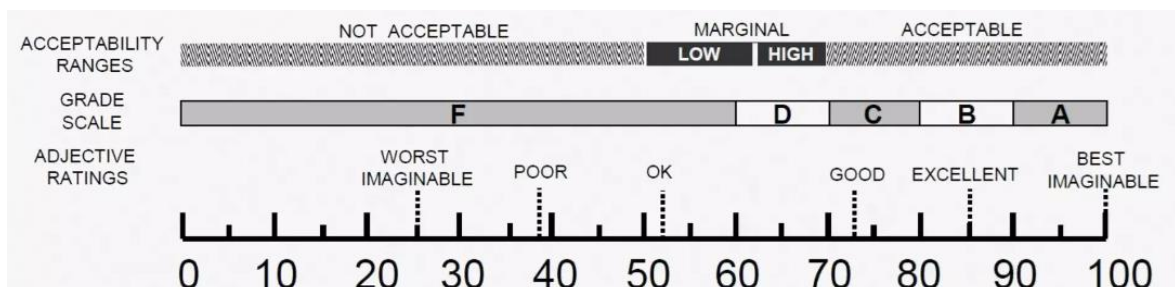 NOT ACCEPTABLE MARGINAL ACCEPTABLE
ACCEPTABILITY
RANGES
LOW HIGH
GRADE
SCALE
F D C B A
ADJECTIVE
RATINGS
WORST
IMAGINABLE
POOR
OK
GOOD
EXCELLENT
BEST
IMAGINABLE
0 10 20 30 40 50 60 70 80 90 100